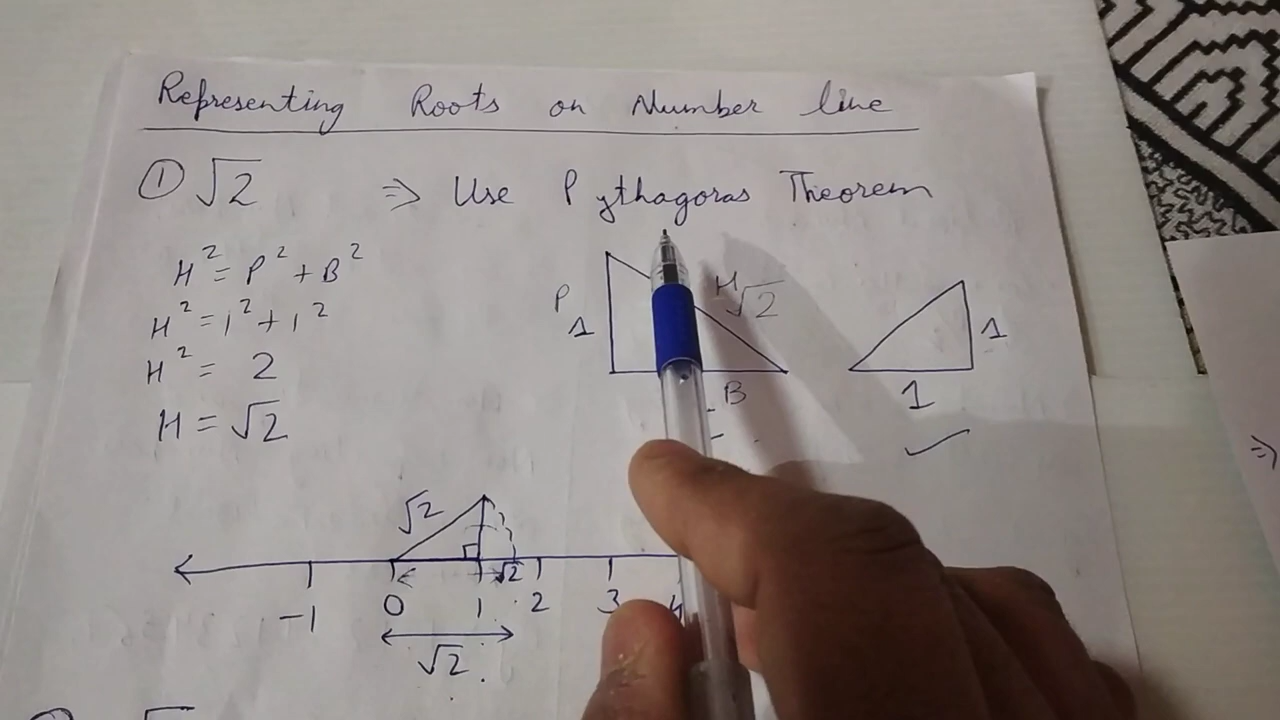 Representing Roots on Number line
① √2 ⇒ Use Pythagoras Theorem
H² = P² + B²
H² = 1² + 1²
H² = 2
H = √2
P 1 H √2 B
1 1
√2
-1 0 1 √2 2 3 4
√2
⇒